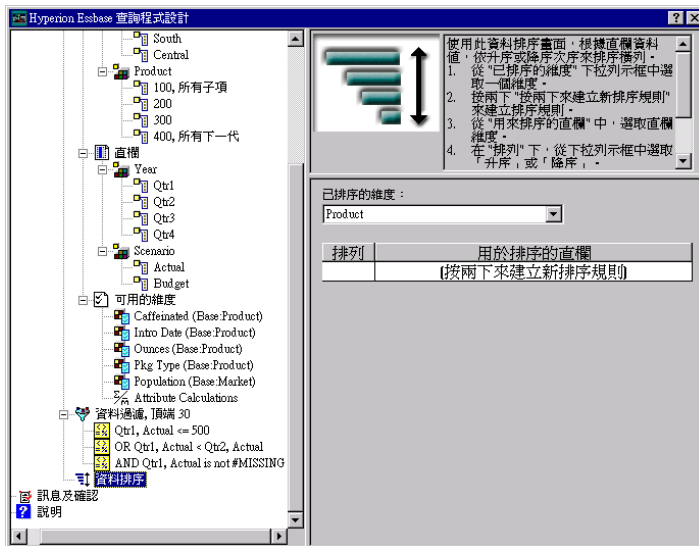 Hyperion Essbase 查詢程式設計
South
Central
Product
100, 所有子項
200
300
400, 所有下一代
直欄
Year
Qtr1
Qtr2
Qtr3
Qtr4
Scenario
Actual
Budget
可用的維度
Caffeinated (Base:Product)
Intro Date (Base:Product)
Ounces (Base:Product)
Pkg Type (Base:Product)
Population (Base:Market)
Attribute Calculations
資料過濾, 頂端 30
Qtr1, Actual <= 500
OR Qtr1, Actual < Qtr2, Actual
AND Qtr1, Actual is not #MISSING
資料排序
訊息及確認
說明
使用此資料排序畫面，根據直欄資料
值，依升序或降序次序來排序橫列。
1. 從 "已排序的維度" 下拉列示框中選
取一個維度。
2. 按兩下 "按兩下來建立新排序規則"
來建立排序規則。
3. 從 "用來排序的直欄" 中，選取直欄
維度。
4. 在 "排列" 下，從下拉列示框中選取
「升序」或「降序」。
已排序的維度：
Product
排列 用於排序的直欄
(按兩下來建立新排序規則)